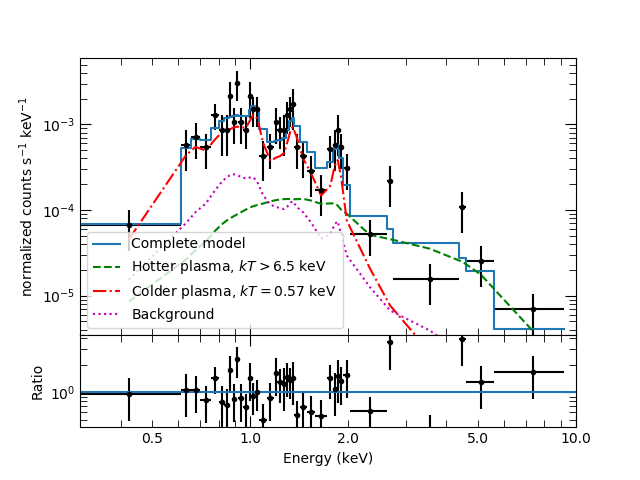 normalized counts s⁻¹ keV⁻¹
10⁻³
10⁻⁴
10⁻⁵
Complete model
Hotter plasma, kT > 6.5 keV
Colder plasma, kT = 0.57 keV
Background
Ratio
10⁰
0.5 1.0 2.0 5.0 10.0
Energy (keV)